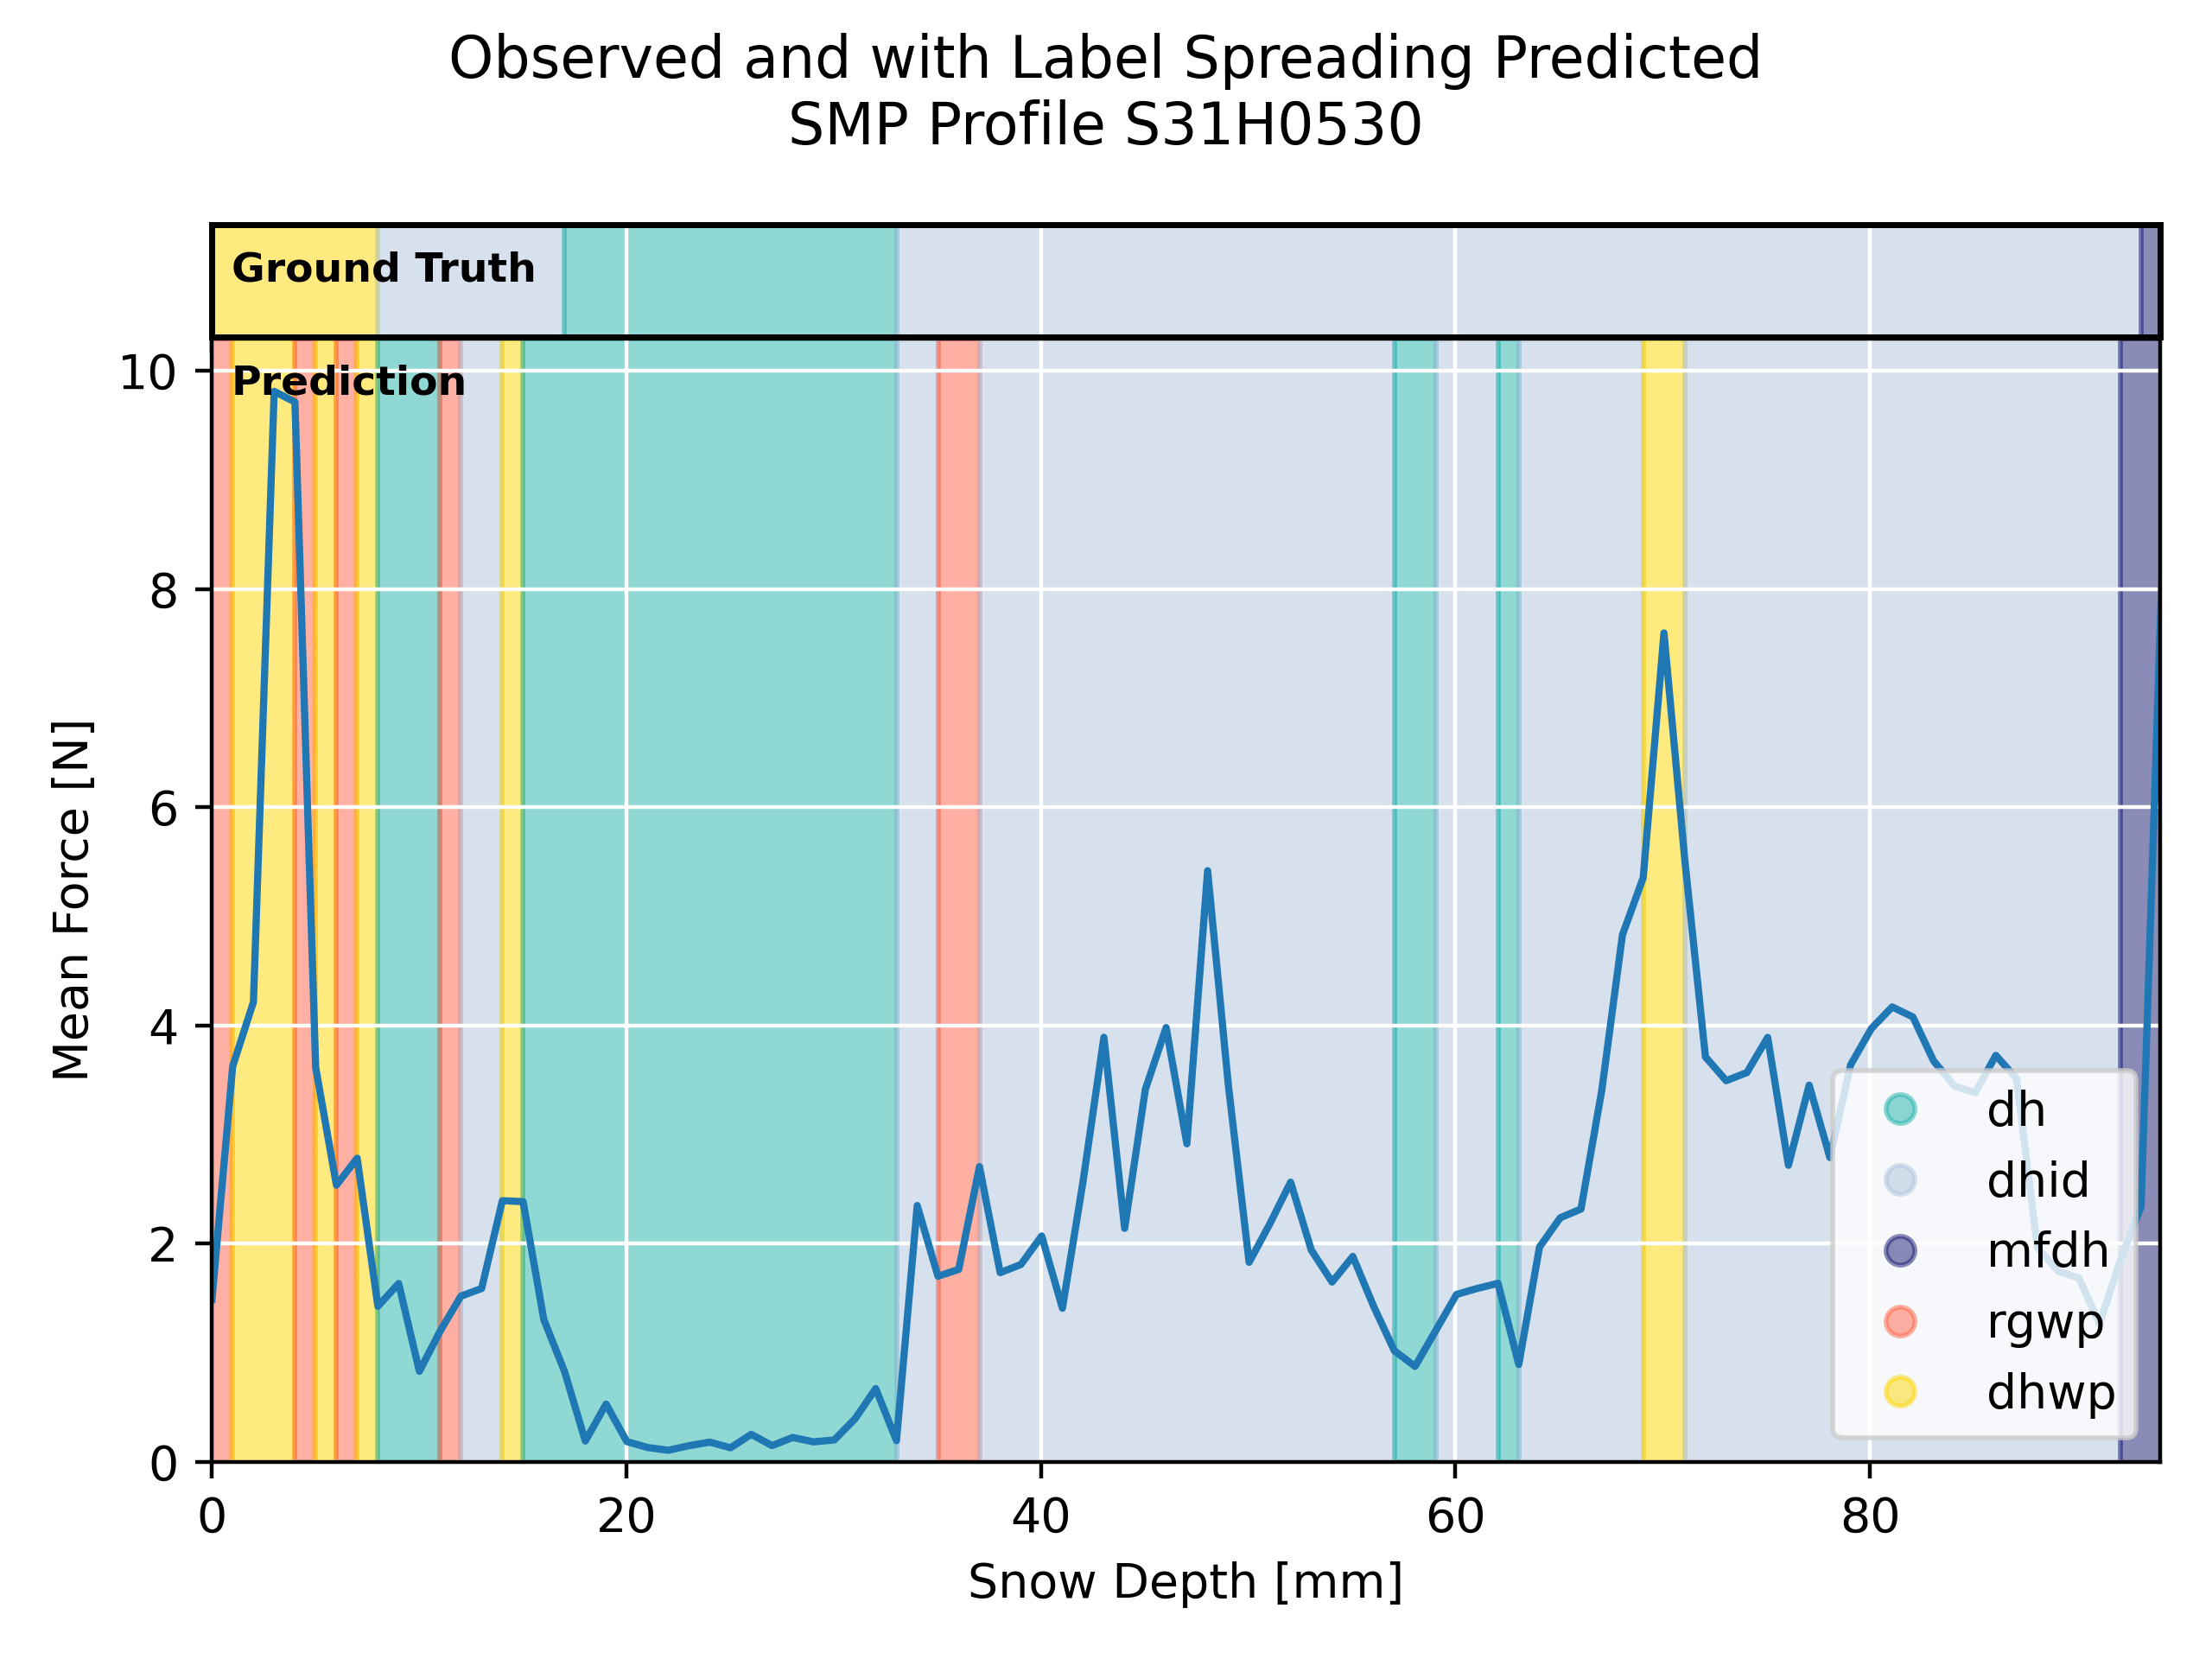 Observed and with Label Spreading Predicted
SMP Profile S31H0530
Ground Truth
Prediction
10
8
6
4
2
0
Mean Force [N]
0 20 40 60 80
Snow Depth [mm]
dh
dhid
mfdh
rgwp
dhwp